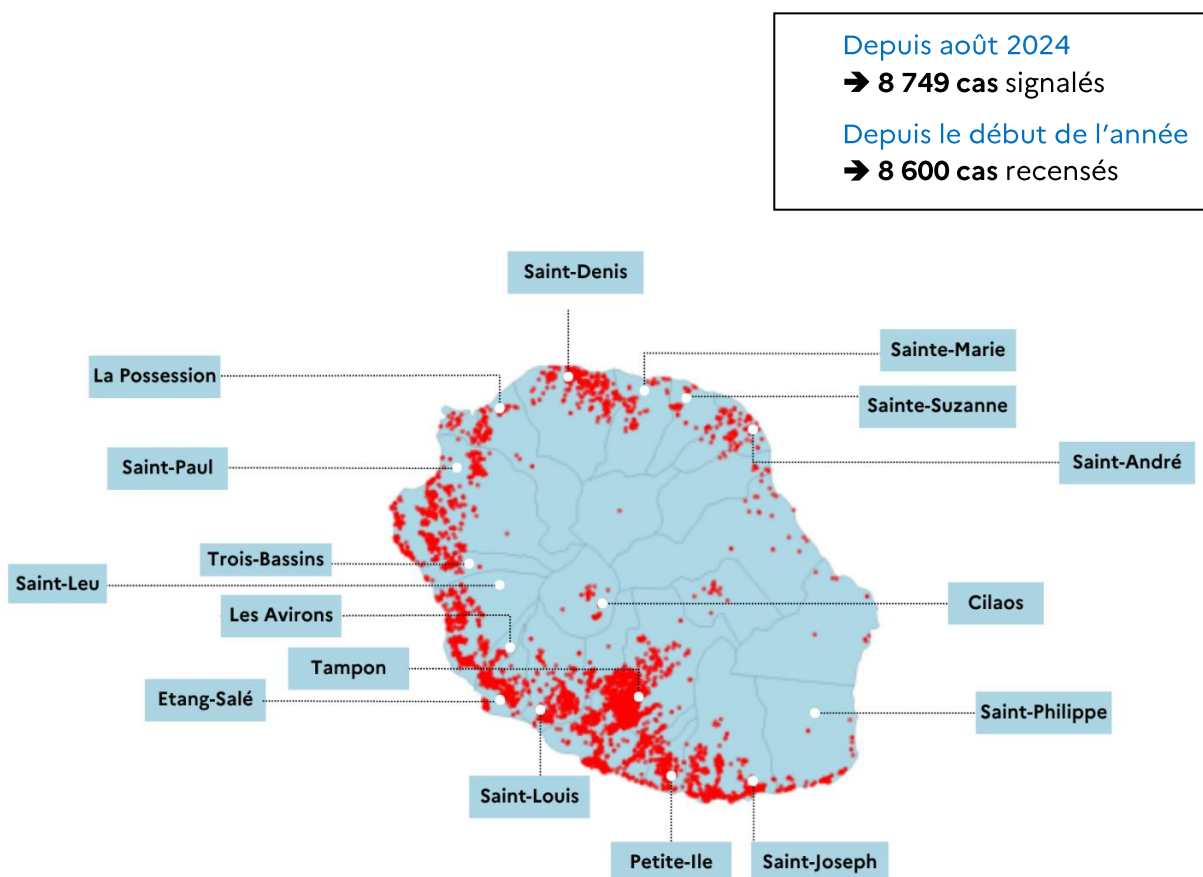 Depuis août 2024
➔ 8 749 cas signalés
Depuis le début de l'année
➔ 8 600 cas recensés
Saint-Denis
Sainte-Marie
La Possession
Sainte-Suzanne
Saint-Paul
Saint-André
Trois-Bassins
Saint-Leu
Cilaos
Les Avirons
Tampon
Etang-Salé
Saint-Philippe
Saint-Louis
Petite-Ile
Saint-Joseph